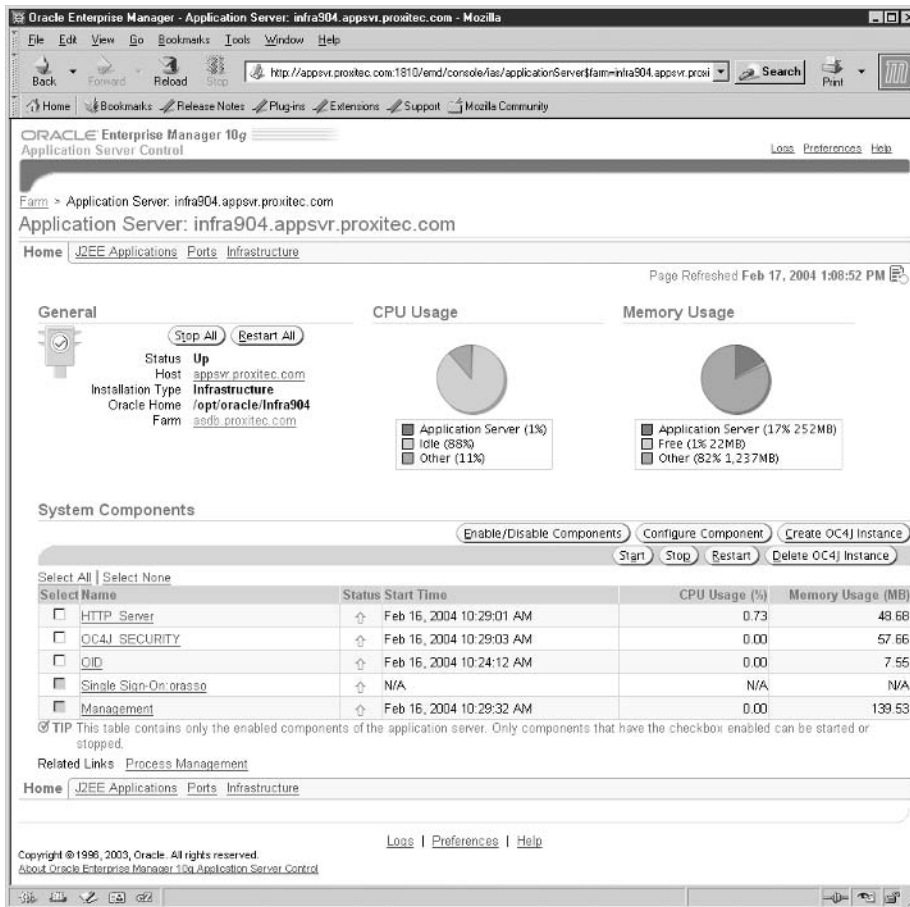 Oracle Enterprise Manager - Application Server: infra904.appsvr.proxitec.com - Mozilla
File Edit View Go Bookmarks Tools Window Help
Back Forward Reload Stop http://appsvr.proxitec.com:1810/emd/console/ias/applicationServer$farm=infra904.appsvr.proxi Search Print
Home Bookmarks Release Notes Plug-ins Extensions Support Mozilla Community
ORACLE Enterprise Manager 10g
Application Server Control
Logs Preferences Help
Farm > Application Server: infra904.appsvr.proxitec.com
Application Server: infra904.appsvr.proxitec.com
Home J2EE Applications Ports Infrastructure
Page Refreshed Feb 17, 2004 1:08:52 PM
General
Stop All Restart All
Status Up
Host appsvr.proxitec.com
Installation Type Infrastructure
Oracle Home /opt/oracle/infra904
Farm asdb.proxitec.com
CPU Usage
Application Server (1%)
Idle (88%)
Other (11%)
Memory Usage
Application Server (17% 252MB)
Free (1% 22MB)
Other (82% 1,237MB)
System Components
Enable/Disable Components Configure Component Create OC4J Instance
Start Stop Restart Delete OC4J Instance
Select All | Select None
Select Name Status Start Time CPU Usage (%) Memory Usage (MB)
HTTP_Server Feb 16, 2004 10:29:01 AM 0.73 48.68
OC4J_SECURITY Feb 16, 2004 10:29:03 AM 0.00 57.66
OID Feb 16, 2004 10:24:12 AM 0.00 7.55
Single Sign-On:orasso N/A N/A N/A
Management Feb 16, 2004 10:29:32 AM 0.00 139.53
TIP This table contains only the enabled components of the application server. Only components that have the checkbox enabled can be started or
stopped.
Related Links Process Management
Home J2EE Applications Ports Infrastructure
Logs | Preferences | Help
Copyright © 1996, 2003, Oracle. All rights reserved.
About Oracle Enterprise Manager 10g Application Server Control